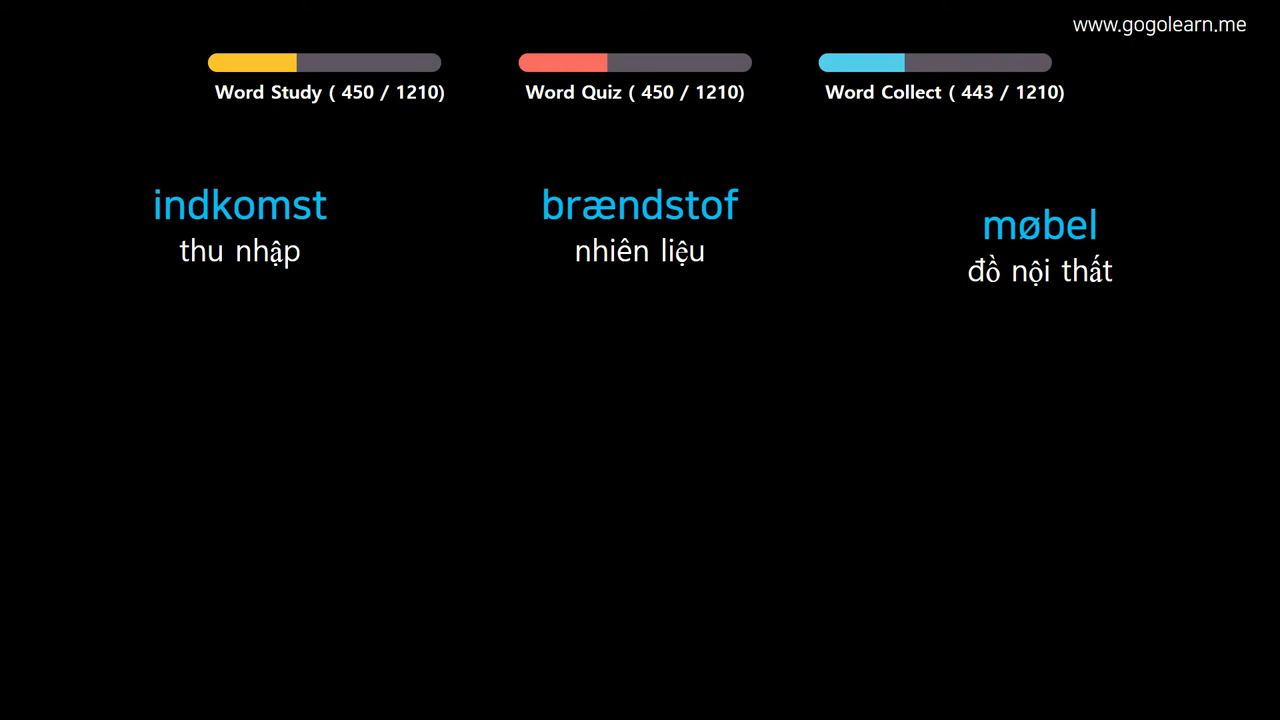 www.gogolearn.me
Word Study ( 450 / 1210)
Word Quiz ( 450 / 1210)
Word Collect ( 443 / 1210)
indkomst
thu nhập
brændstof
nhiên liệu
møbel
đồ nội thất